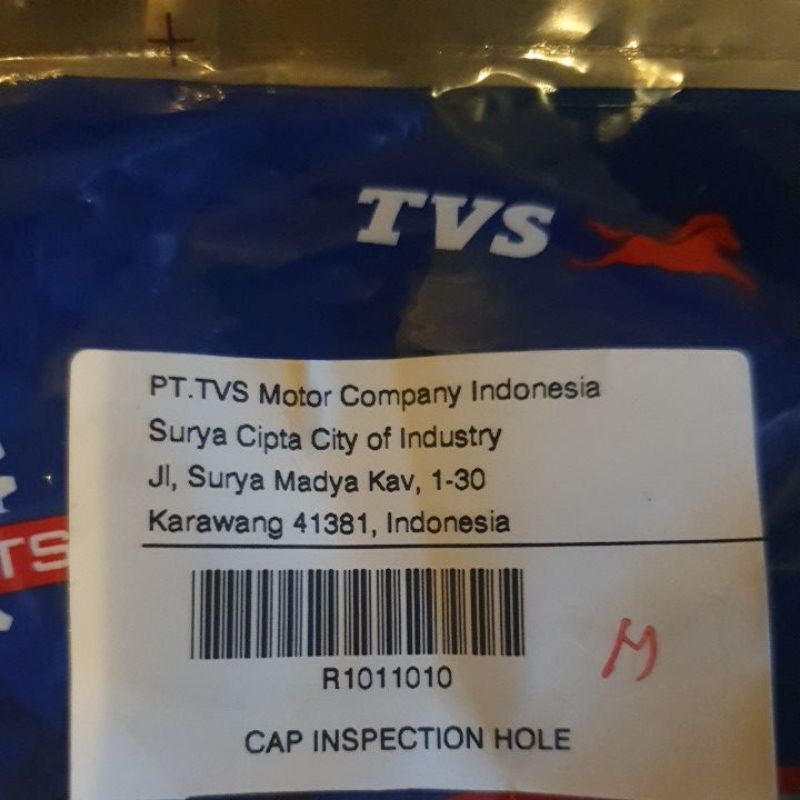 TVS
PT.TVS Motor Company Indonesia
Surya Cipta City of Industry
Jl, Surya Madya Kav, 1-30
Karawang 41381, Indonesia
TS
R1011010
M
CAP INSPECTION HOLE